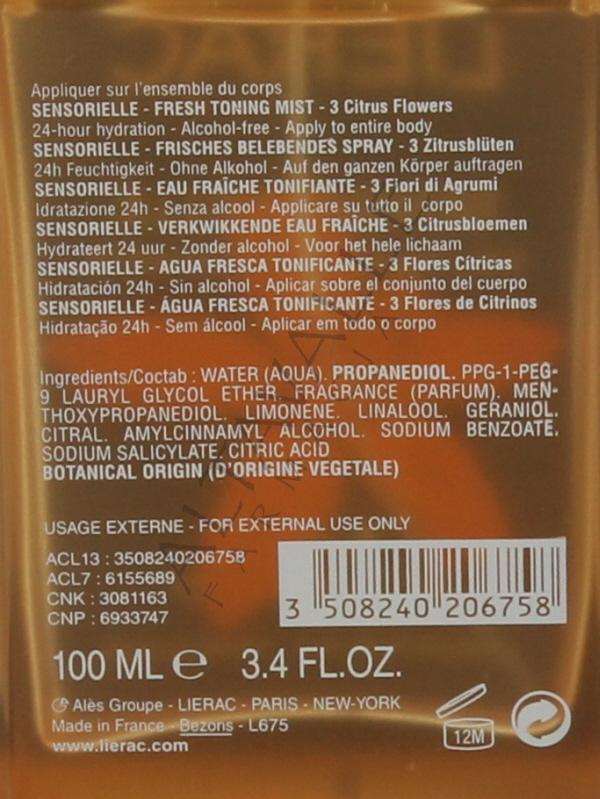 Appliquer sur l'ensemble du corps
SENSORIELLE - FRESH TONING MIST - 3 Citrus Flowers
24-hour hydration - Alcohol-free - Apply to entire body
SENSORIELLE - FRISCHES BELEBENDES SPRAY - 3 Zitrusblüten
24h Feuchtigkeit - Ohne Alkohol - Auf den ganzen Körper auftragen
SENSORIELLE - EAU FRAÎCHE TONIFIANTE - 3 Fiori di Agrumi
Idratazione 24h - Senza alcool - Applicare su tutto il corpo
SENSORIELLE - VERKWIKKENDE EAU FRAÎCHE - 3 Citrusbloemen
Hydrateert 24 uur - Zonder alcohol - Voor het hele lichaam
SENSORIELLE - AGUA FRESCA TONIFICANTE - 3 Flores Cítricas
Hidratación 24h - Sin alcohol - Aplicar sobre el conjunto del cuerpo
SENSORIELLE - ÁGUA FRESCA TONIFICANTE - 3 Flores de Citrinos
Hidratação 24h - Sem álcool - Aplicar em todo o corpo
Ingredients/Coctab : WATER (AQUA). PROPANEDIOL. PPG-1-PEG-
9 LAURYL GLYCOL ETHER. FRAGRANCE (PARFUM). MEN-
THOXYPROPANEDIOL. LIMONENE. LINALOOL. GERANIOL.
CITRAL. AMYLCINNAMYL ALCOHOL. SODIUM BENZOATE.
SODIUM SALICYLATE. CITRIC ACID
BOTANICAL ORIGIN (D'ORIGINE VEGETALE)
USAGE EXTERNE - FOR EXTERNAL USE ONLY
ACL13 : 3508240206758
ACL7 : 6155689
CNK : 3081163
CNP : 6933747
3 508240 206758
100 ML e 3.4 FL.OZ.
Alès Groupe - LIERAC - PARIS - NEW-YORK
Made in France - Bezons - L675
www.lierac.com
12M